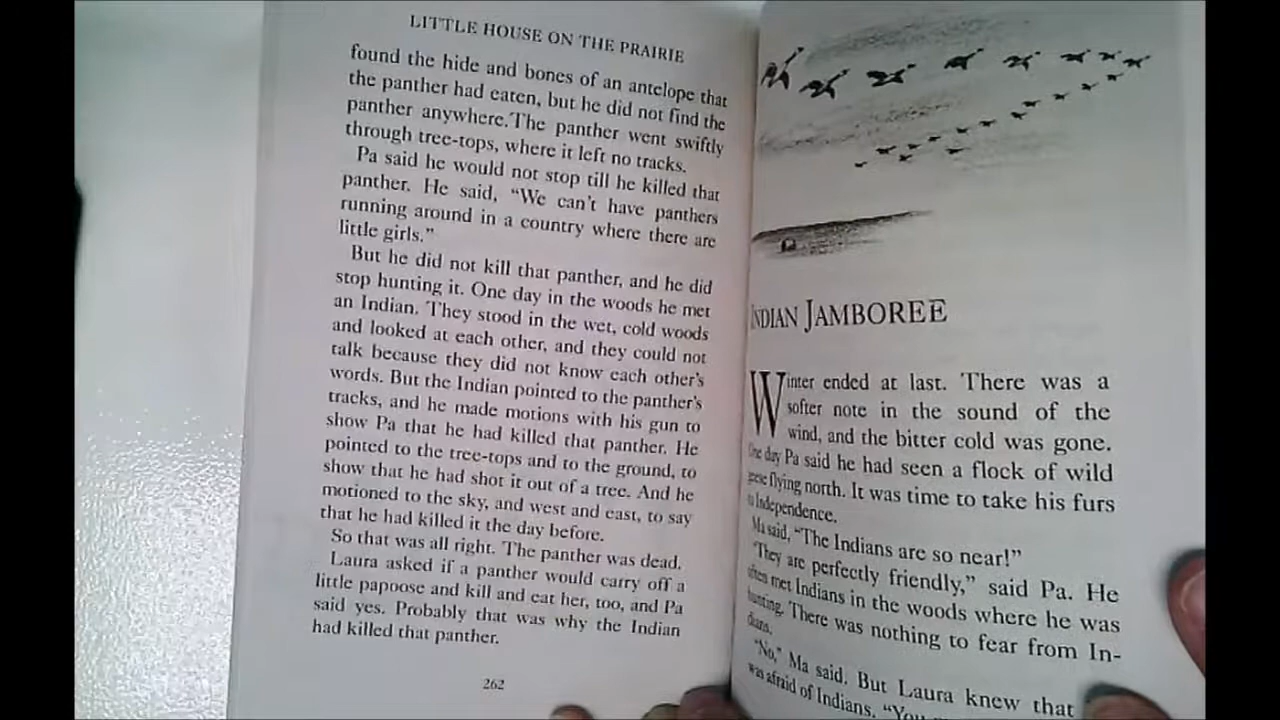 LITTLE HOUSE ON THE PRAIRIE
found the hide and bones of an antelope that
the panther had eaten, but he did not find the
panther anywhere. The panther went swiftly
through tree-tops, where it left no tracks.
Pa said he would not stop till he killed that
panther. He said, “We can’t have panthers
running around in a country where there are
little girls.”
But he did not kill that panther, and he did
stop hunting it. One day in the woods he met
an Indian. They stood in the wet, cold woods
and looked at each other, and they could not
talk because they did not know each other’s
words. But the Indian pointed to the panther’s
tracks, and he made motions with his gun to
show Pa that he had killed that panther. He
pointed to the tree-tops and to the ground, to
show that he had shot it out of a tree. And he
motioned to the sky, and west and east, to say
that he had killed it the day before.
So that was all right. The panther was dead.
Laura asked if a panther would carry off a
little papoose and kill and eat her, too, and Pa
said yes. Probably that was why the Indian
had killed that panther.
262
INDIAN JAMBOREE
Winter ended at last. There was a
softer note in the sound of the
wind, and the bitter cold was gone.
One day Pa said he had seen a flock of wild
geese flying north. It was time to take his furs
to Independence.
Ma said, “The Indians are so near!”
“They are perfectly friendly,” said Pa. He
often met Indians in the woods where he was
hunting. There was nothing to fear from In-
dians.
“No,” Ma said. But Laura knew that
was afraid of Indians. “You